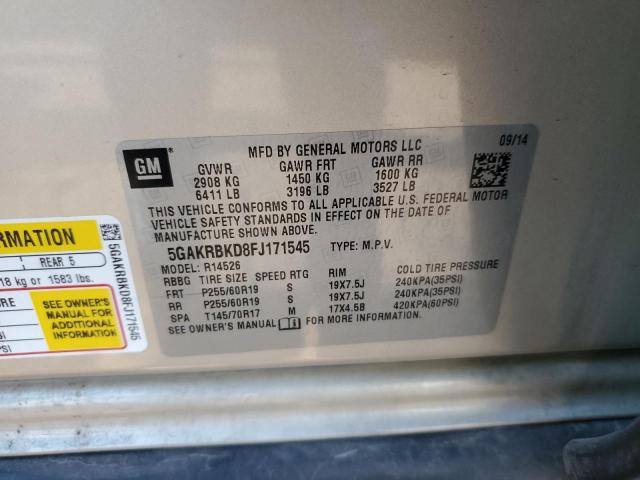 GM
MFD BY GENERAL MOTORS LLC 09/14
GVWR GAWR FRT GAWR RR
2908 KG 1450 KG 1600 KG
6411 LB 3196 LB 3527 LB
THIS VEHICLE CONFORMS TO ALL APPLICABLE U.S. FEDERAL MOTOR
VEHICLE SAFETY STANDARDS IN EFFECT ON THE DATE OF
MANUFACTURE SHOWN ABOVE.
5GAKRBKD8FJ171545 TYPE: M.P.V.
MODEL: R14526
RBBG TIRE SIZE SPEED RTG RIM COLD TIRE PRESSURE
FRT P255/60R19 S 19X7.5J 240KPA(35PSI)
RR P255/60R19 S 19X7.5J 240KPA(35PSI)
SPA T145/70R17 M 17X4.5B 420KPA(60PSI)
SEE OWNER'S MANUAL FOR MORE INFORMATION.
ORMATION
REAR 5
18 kg or 1583 lbs.
SEE OWNER'S
MANUAL FOR
ADDITIONAL
INFORMATION
5GAKRBKD8FJ171545